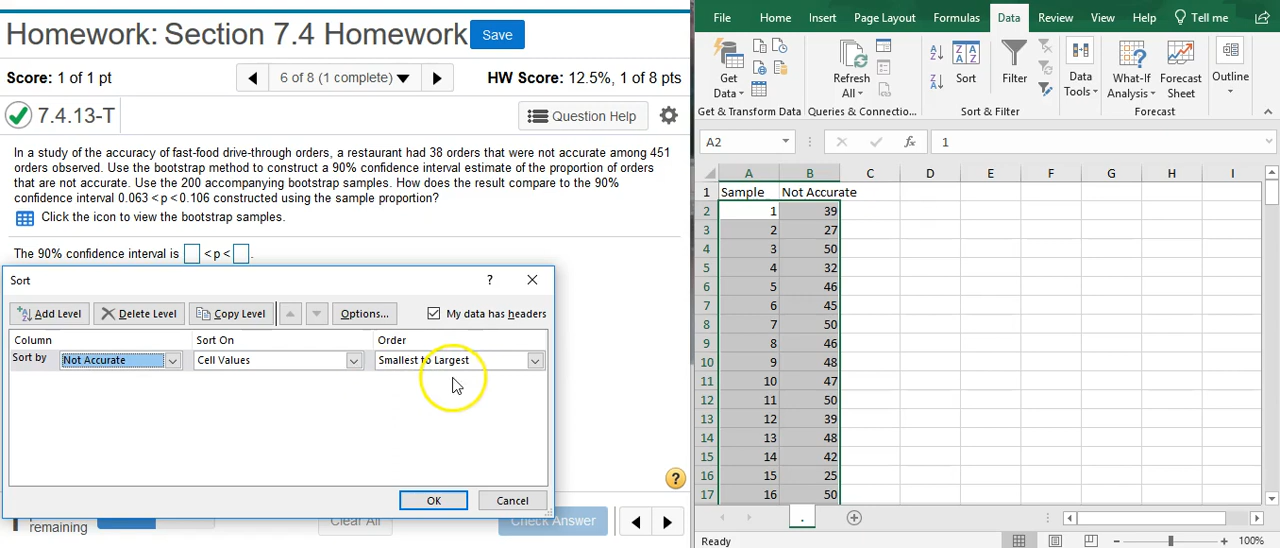 Homework: Section 7.4 Homework Save
Score: 1 of 1 pt
6 of 8 (1 complete)
HW Score: 12.5%, 1 of 8 pts
7.4.13-T
Question Help
In a study of the accuracy of fast-food drive-through orders, a restaurant had 38 orders that were not accurate among 451
orders observed. Use the bootstrap method to construct a 90% confidence interval estimate of the proportion of orders
that are not accurate. Use the 200 accompanying bootstrap samples. How does the result compare to the 90%
confidence interval 0.063 <p<0.106 constructed using the sample proportion?
Click the icon to view the bootstrap samples.
The 90% confidence interval is <p< .
Sort ?
Add Level Delete Level Copy Level Options... My data has headers
Column Sort On Order
Sort by Not Accurate Cell Values Smallest to Largest
OK Cancel
?
remaining Clear All Check Answer
File Home Insert Page Layout Formulas Data Review View Help Tell me
Get Data Refresh All Sort Filter Data Tools What-If Analysis Forecast Sheet Outline
Get & Transform Data Queries & Connectio... Sort & Filter Forecast
A2 fx 1
A B C D E F G H I
1 Sample Not Accurate
2 1 39
3 2 27
4 3 50
5 4 32
6 5 46
7 6 45
8 7 50
9 8 46
10 9 48
11 10 47
12 11 50
13 12 39
14 13 48
15 14 42
16 15 25
17 16 50
.
Ready 100%